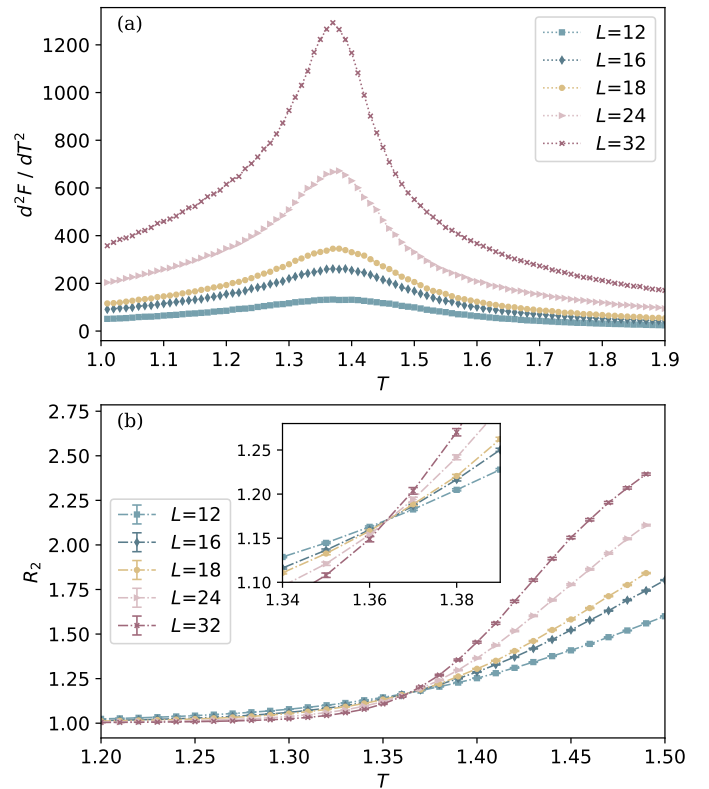 (a)
1200
1000
800
600
400
200
0
d²F / dT²
L=12
L=16
L=18
L=24
L=32
1.0 1.1 1.2 1.3 1.4 1.5 1.6 1.7 1.8 1.9
T
(b)
2.75
2.50
2.25
2.00
1.75
1.50
1.25
1.00
R₂
L=12
L=16
L=18
L=24
L=32
1.25
1.20
1.15
1.10
1.34 1.36 1.38
1.20 1.25 1.30 1.35 1.40 1.45 1.50
T